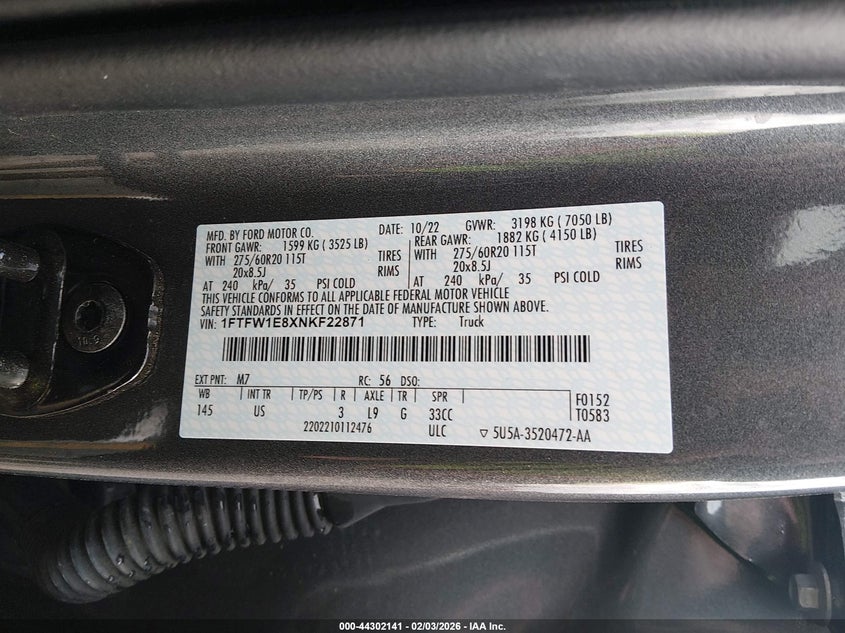 MFD. BY FORD MOTOR CO.
DATE: 10/22 GVWR: 3198 KG ( 7050 LB)
FRONT GAWR: 1599 KG ( 3525 LB)
REAR GAWR: 1882 KG ( 4150 LB)
WITH 275/60R20 115T TIRES
WITH 275/60R20 115T TIRES
20x8.5J RIMS
20x8.5J RIMS
AT 240 kPa/ 35 PSI COLD
AT 240 kPa/ 35 PSI COLD
THIS VEHICLE CONFORMS TO ALL APPLICABLE FEDERAL MOTOR VEHICLE
SAFETY STANDARDS IN EFFECT ON THE DATE OF MANUFACTURE SHOWN ABOVE.
VIN: 1FTFW1E8XNKF22871 TYPE: Truck
EXT PNT: M7 RC: 56 DSO:
WB INT TR TP/PS R AXLE TR SPR F0152
145 US 3 L9 G 33CC T0583
2202210112476 ULC ▽ 5U5A-3520472-AA
10.9
000-44302141 - 02/03/2026 - IAA Inc.